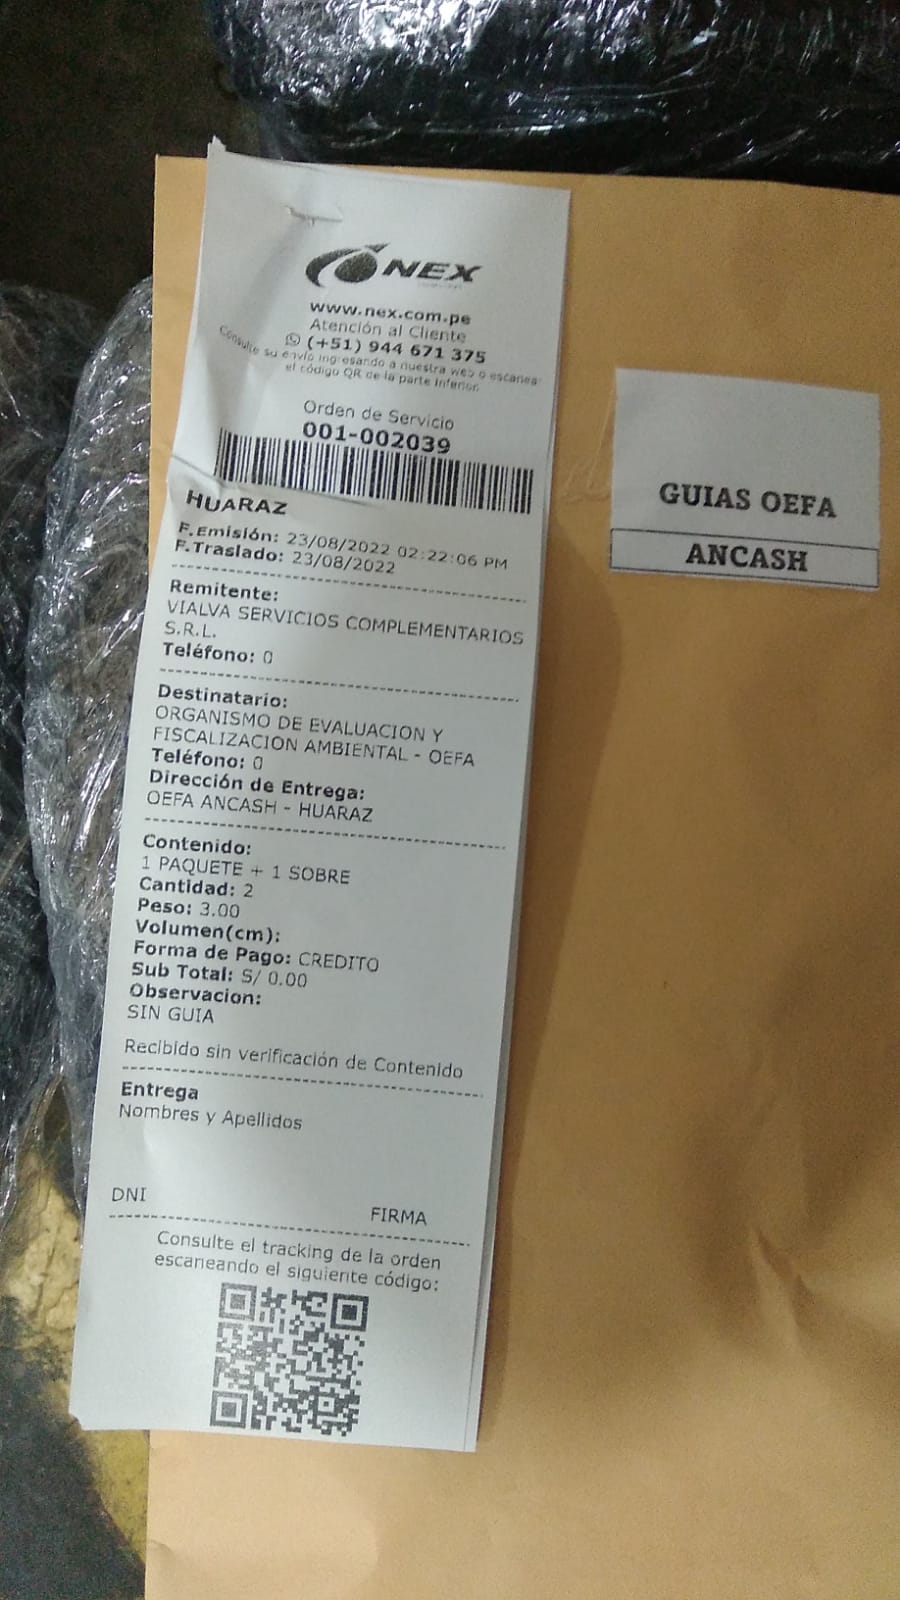 NEX
www.nex.com.pe
Atención al Cliente
(+51) 944 671 375
Consulte su envío ingresando a nuestra web o escanea
el código QR de la parte inferior.
Orden de Servicio
001-002039
HUARAZ
F.Emisión: 23/08/2022 02:22:06 PM
F.Traslado: 23/08/2022
Remitente:
VIALVA SERVICIOS COMPLEMENTARIOS
S.R.L.
Teléfono: 0
Destinatario:
ORGANISMO DE EVALUACION Y
FISCALIZACION AMBIENTAL - OEFA
Teléfono: 0
Dirección de Entrega:
OEFA ANCASH - HUARAZ
Contenido:
1 PAQUETE + 1 SOBRE
Cantidad: 2
Peso: 3.00
Volumen(cm):
Forma de Pago: CREDITO
Sub Total: S/ 0.00
Observacion:
SIN GUIA
Recibido sin verificación de Contenido
Entrega
Nombres y Apellidos
DNI
FIRMA
Consulte el tracking de la orden
escaneando el siguiente código:
GUIAS OEFA
ANCASH